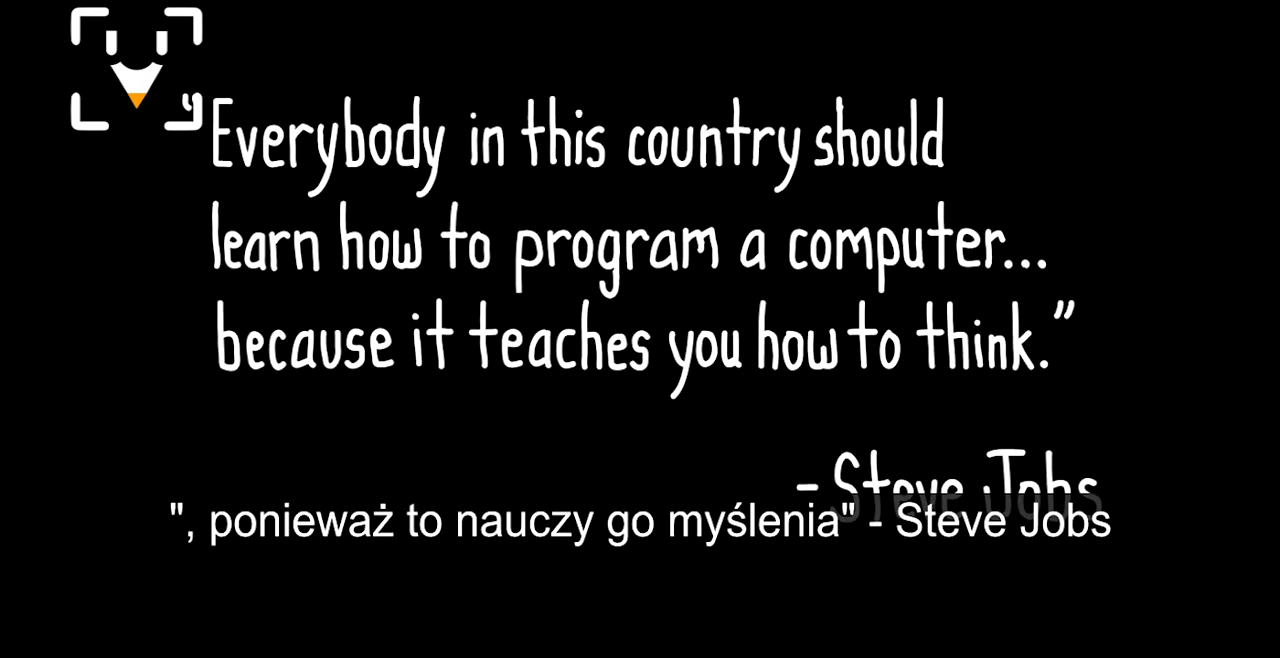 “Everybody in this country should
learn how to program a computer...
because it teaches you how to think.”
- Steve Jobs
", ponieważ to nauczy go myślenia" - Steve Jobs